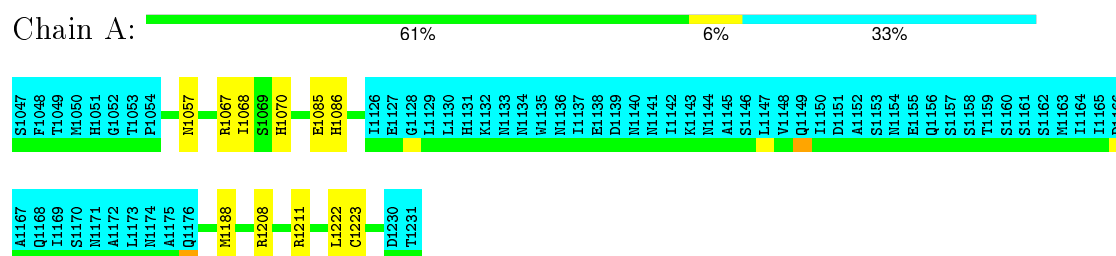 Chain A:
61% 6% 33%
S1047 F1048 T1049 M1050 H1051 G1052 T1053 P1054 N1057 R1067 I1068 S1069 H1070 E1085 H1086 I1126 E1127 G1128 L1129 L1130 H1131 K1132 N1133 N1134 W1135 N1136 I1137 E1138 D1139 N1140 N1141 I1142 K1143 N1144 A1145 S1146 L1147 V1148 Q1149 I1150 D1151 A1152 S1153 N1154 E1155 Q1156 S1157 S1158 T1159 S1160 S1161 S1162 M1163 I1164 I1165
A1167 Q1168 I1169 S1170 N1171 A1172 L1173 N1174 A1175 Q1176 M1188 R1208 R1211 L1222 C1223 D1230 T1231